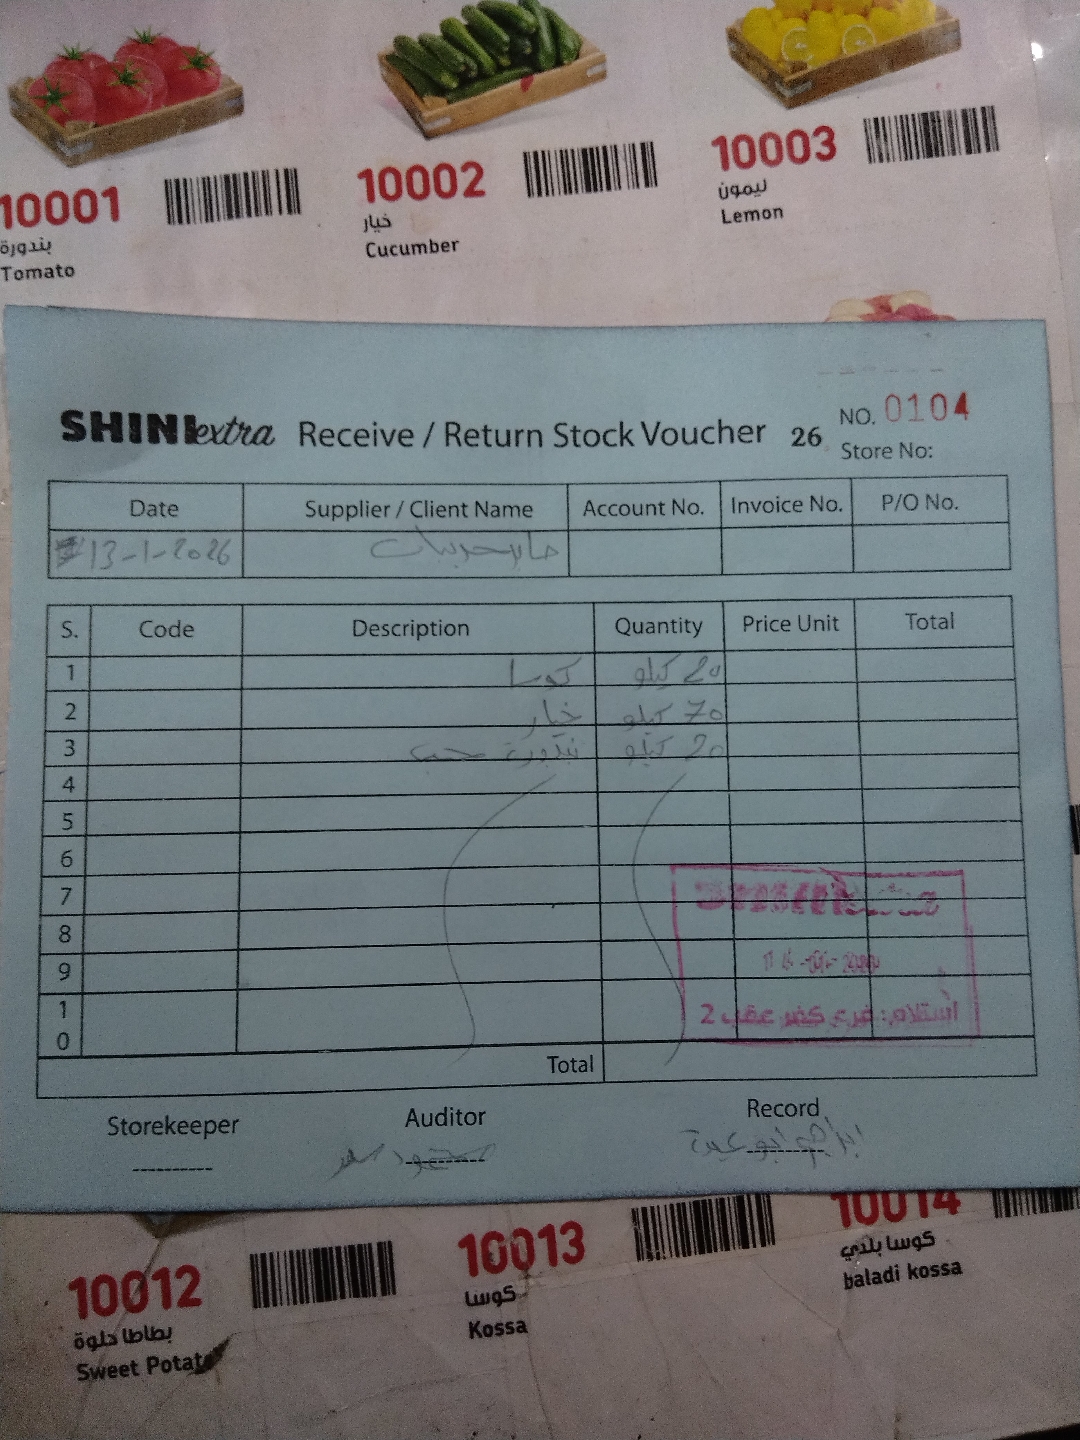 10001
بندورة
Tomato
10002
خيار
Cucumber
10003
ليمون
Lemon
SHINI extra Receive / Return Stock Voucher 26
NO. 0104
Store No:
Date Supplier / Client Name Account No. Invoice No. P/O No.
13-1-2026
S. Code Description Quantity Price Unit Total
1 كوسا 20 كيلو
2 خيار 70 كيلو
3 بندورة حب 20 كيلو
4
5
6
7
8
9
10
استلام: فرع كفر عقب 2
Total
Storekeeper Auditor Record
10012
بطاطا حلوة
Sweet Potato
10013
كوسا
Kossa
10014
كوسا بلدي
baladi kossa